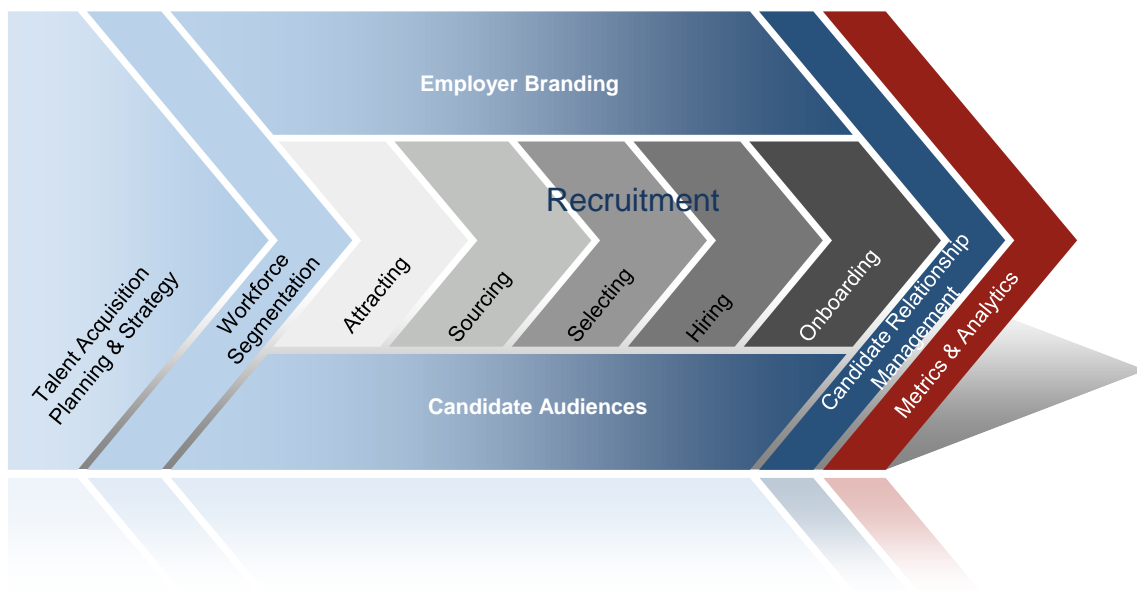 Employer Branding
Recruitment
Talent Acquisition
Planning & Strategy
Workforce
Segmentation
Attracting
Sourcing
Selecting
Hiring
Onboarding
Candidate Relationship
Management
Metrics & Analytics
Candidate Audiences